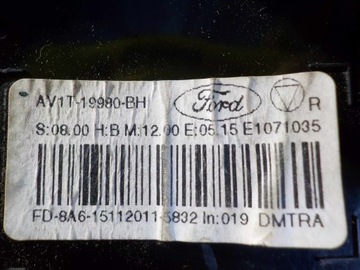 AV1T-19980-BH Ford R
S:08.00 H:B M:12.00 E:05.15 E1071035
FD-8A6-15112011-5832 In:019 DMTRA